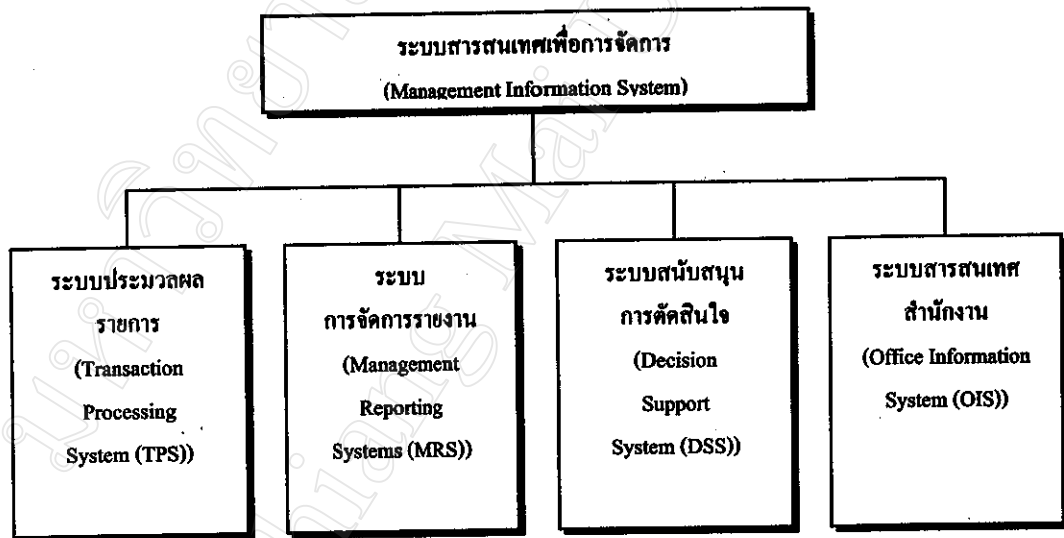 ระบบสารสนเทศเพื่อการจัดการ
(Management Information System)
ระบบประมวลผล
รายการ
(Transaction
Processing
System (TPS))
ระบบ
การจัดการรายงาน
(Management
Reporting
Systems (MRS))
ระบบสนับสนุน
การตัดสินใจ
(Decision
Support
System (DSS))
ระบบสารสนเทศ
สำนักงาน
(Office Information
System (OIS))